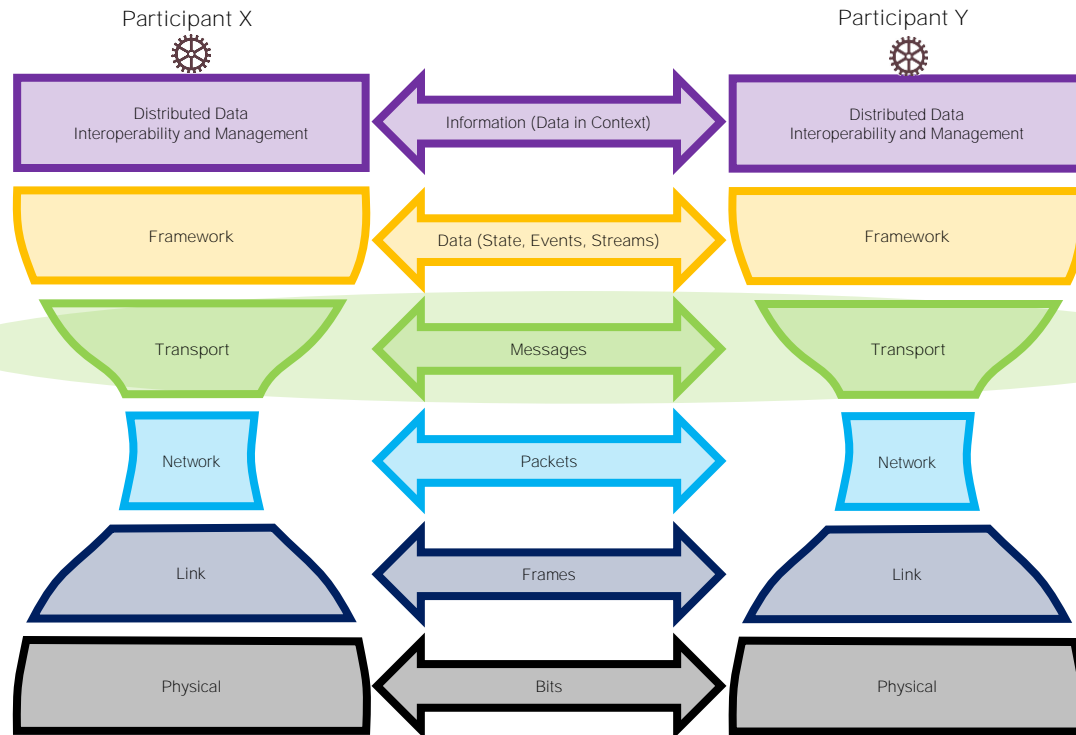 Participant X
Participant Y
Distributed Data
Interoperability and Management
Information (Data in Context)
Distributed Data
Interoperability and Management
Framework
Data (State, Events, Streams)
Framework
Transport
Messages
Transport
Network
Packets
Network
Link
Frames
Link
Physical
Bits
Physical